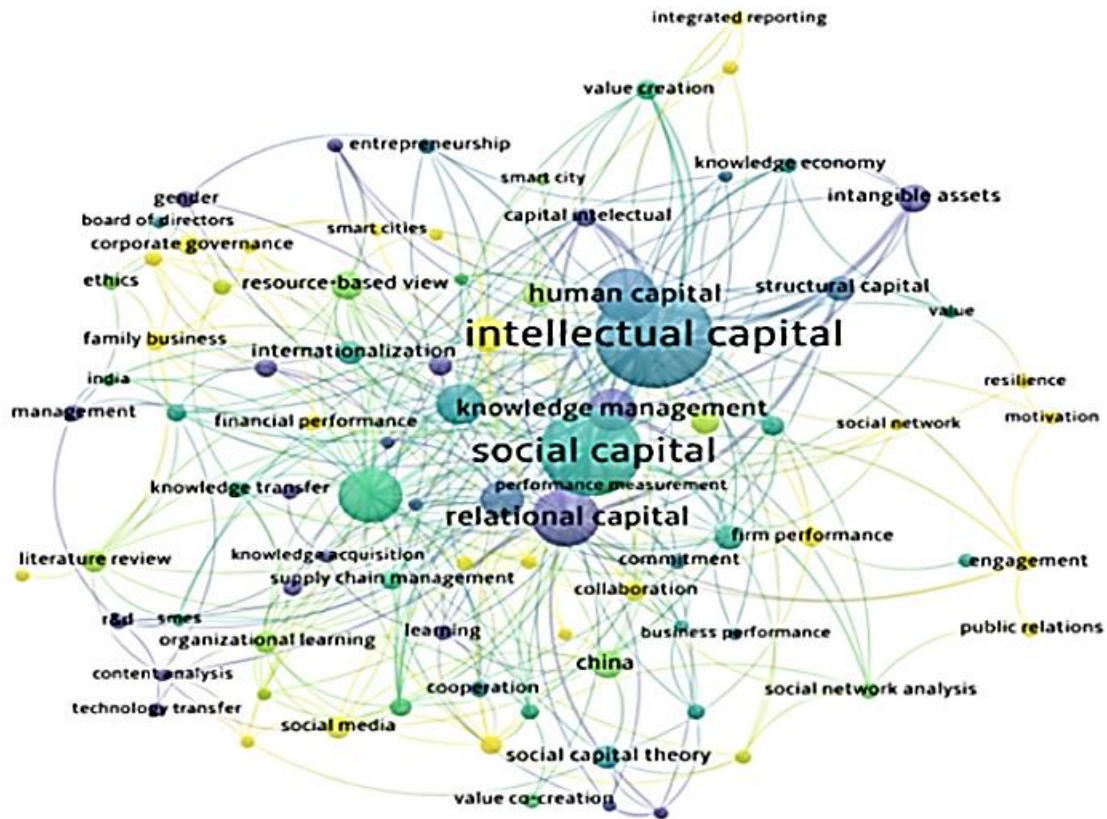 integrated reporting
value creation
entrepreneurship
knowledge economy
smart city
gender
intangible assets
board of directors
capital intelectual
smart cities
corporate governance
ethics
resource-based view
human capital
structural capital
value
intellectual capital
family business
internationalization
india
resilience
management
knowledge management
motivation
financial performance
social network
social capital
performance measurement
knowledge transfer
relational capital
firm performance
literature review
knowledge acquisition
commitment
engagement
supply chain management
collaboration
r&d
smes
learning
business performance
public relations
organizational learning
china
content analysis
cooperation
social network analysis
technology transfer
social media
social capital theory
value co-creation